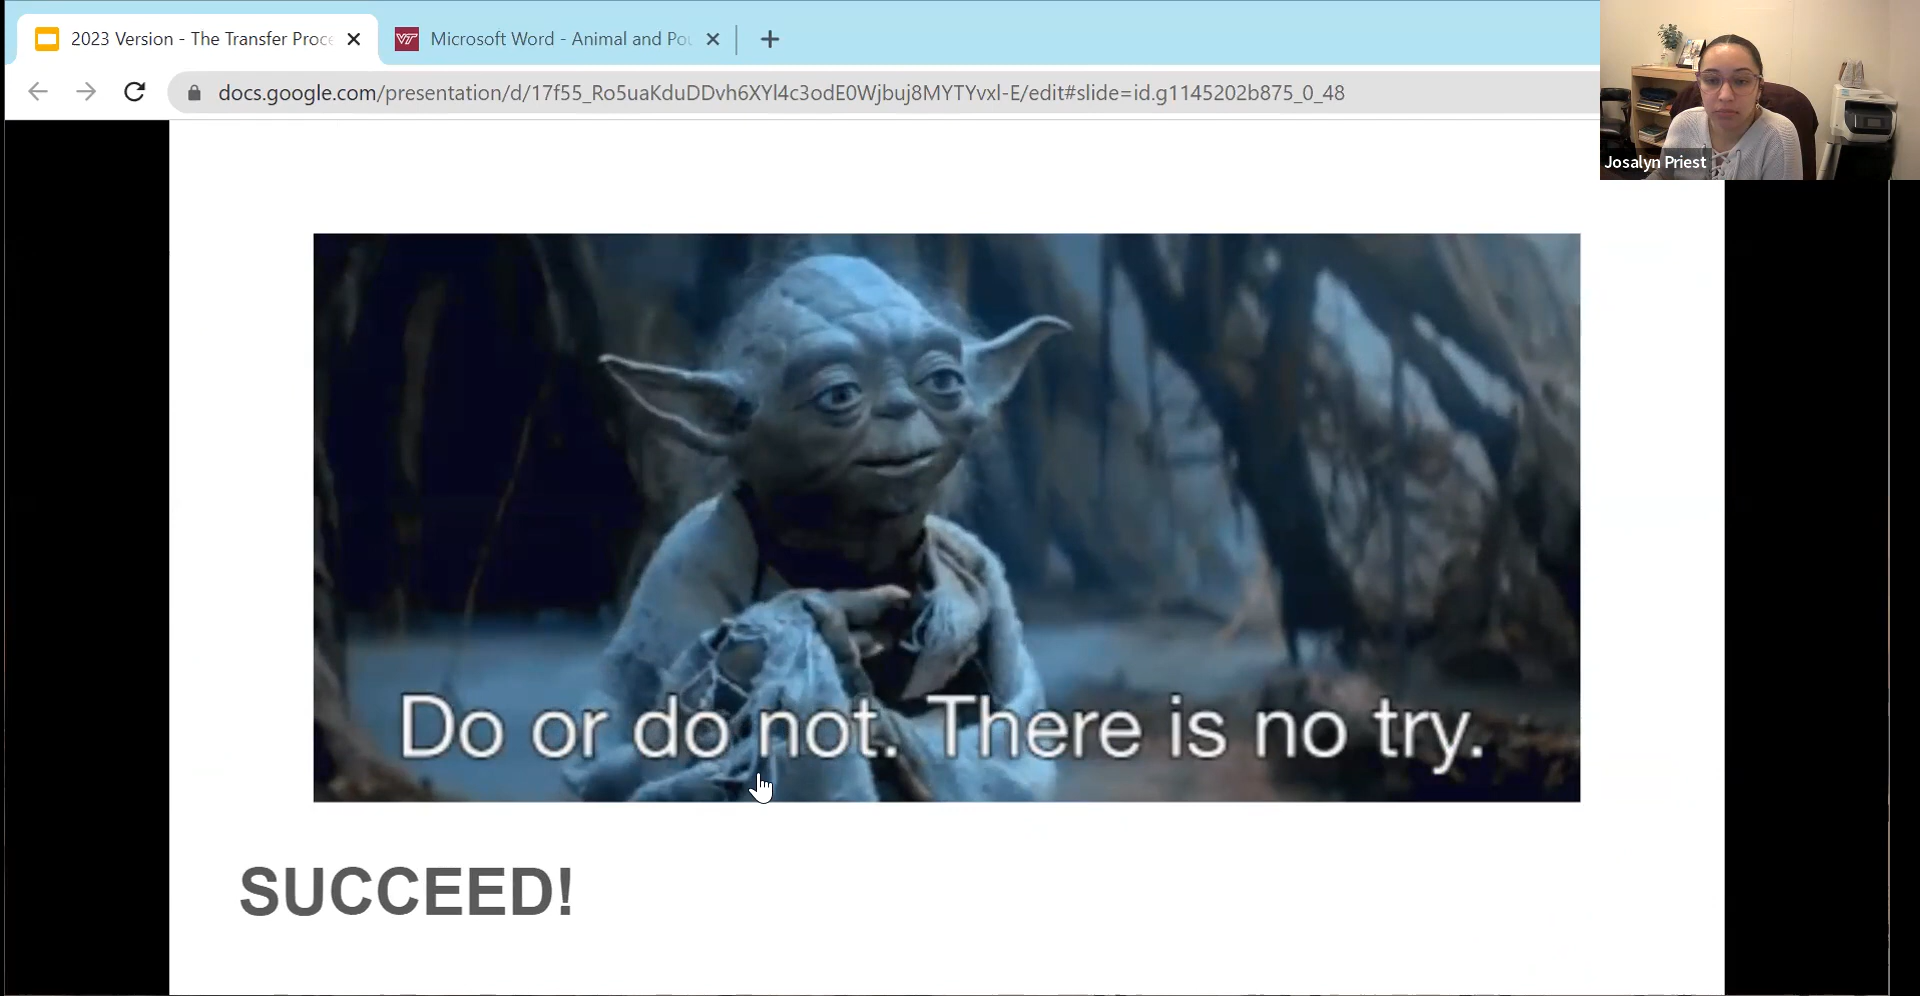 2023 Version - The Transfer Proc
Microsoft Word - Animal and Po
docs.google.com/presentation/d/17f55_Ro5uaKduDDvh6XYl4c3odE0Wjbuj8MYTYvxl-E/edit#slide=id.g1145202b875_0_48
Josalyn Priest
Do or do not. There is no try.
SUCCEED!